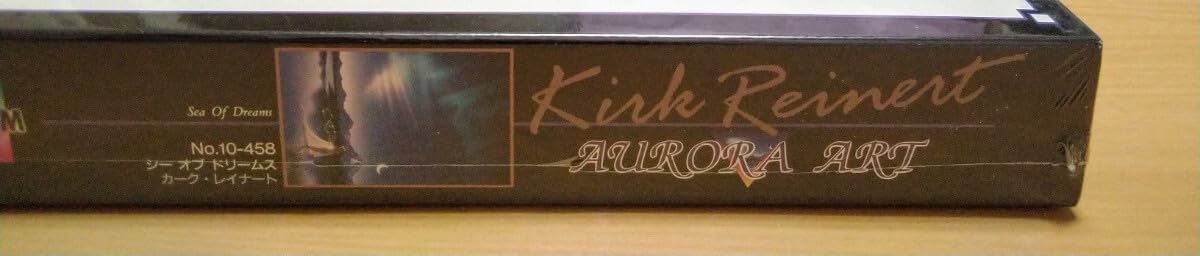 M
Sea Of Dreams
No.10-458
シー オブ ドリームス
カーク・レイナート
Kirk Reinert
AURORA ART